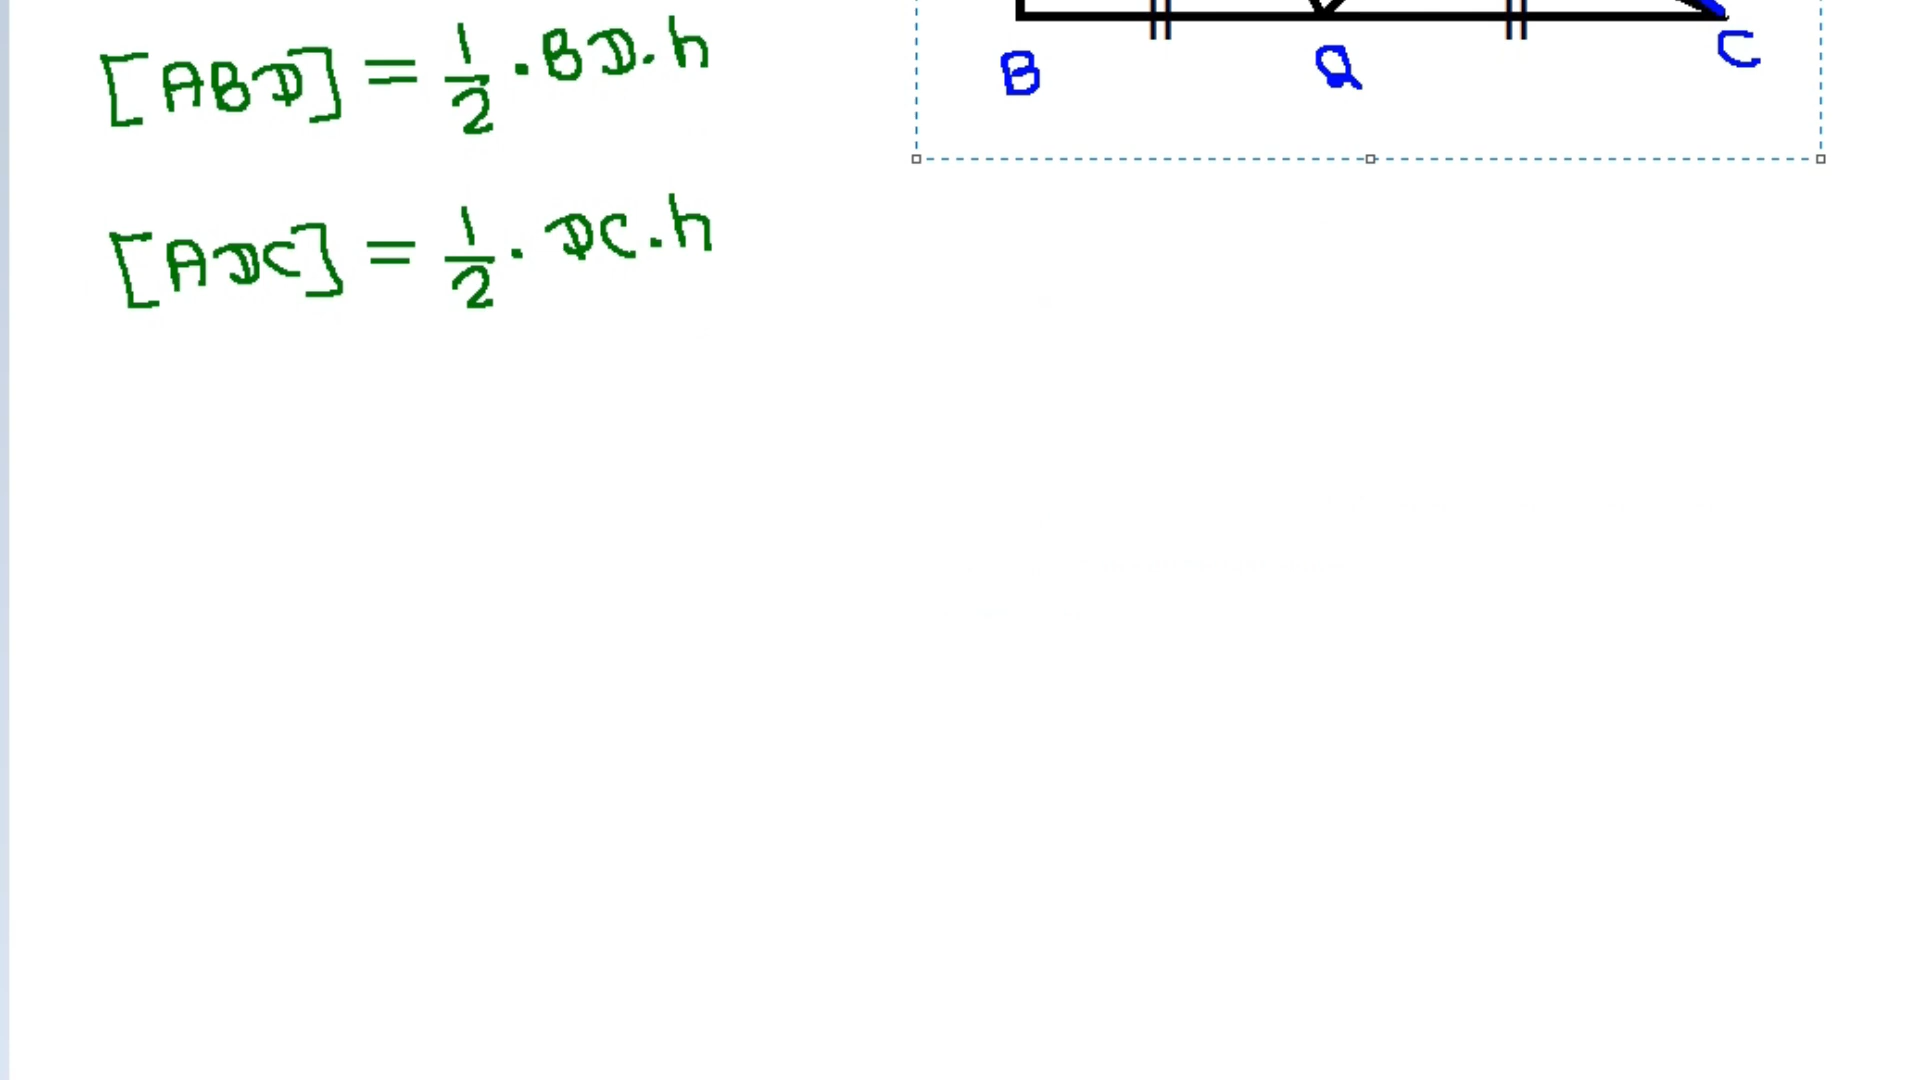 [ABD] = 1/2 . BD . h
[ADC] = 1/2 . DC . h
B Q C